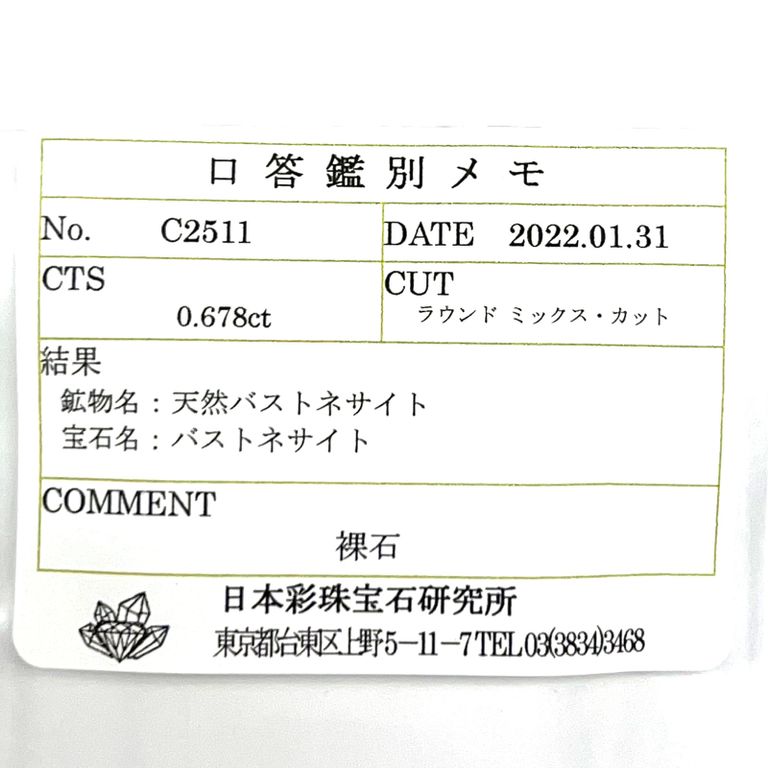 口答鑑別メモ
No. C2511 DATE 2022.01.31
CTS CUT
0.678ct ラウンド ミックス・カット
結果
鉱物名:天然バストネサイト
宝石名:バストネサイト
COMMENT
裸石
日本彩珠宝石研究所
東京都台東区上野5-11-7 TEL 03(3834)3468